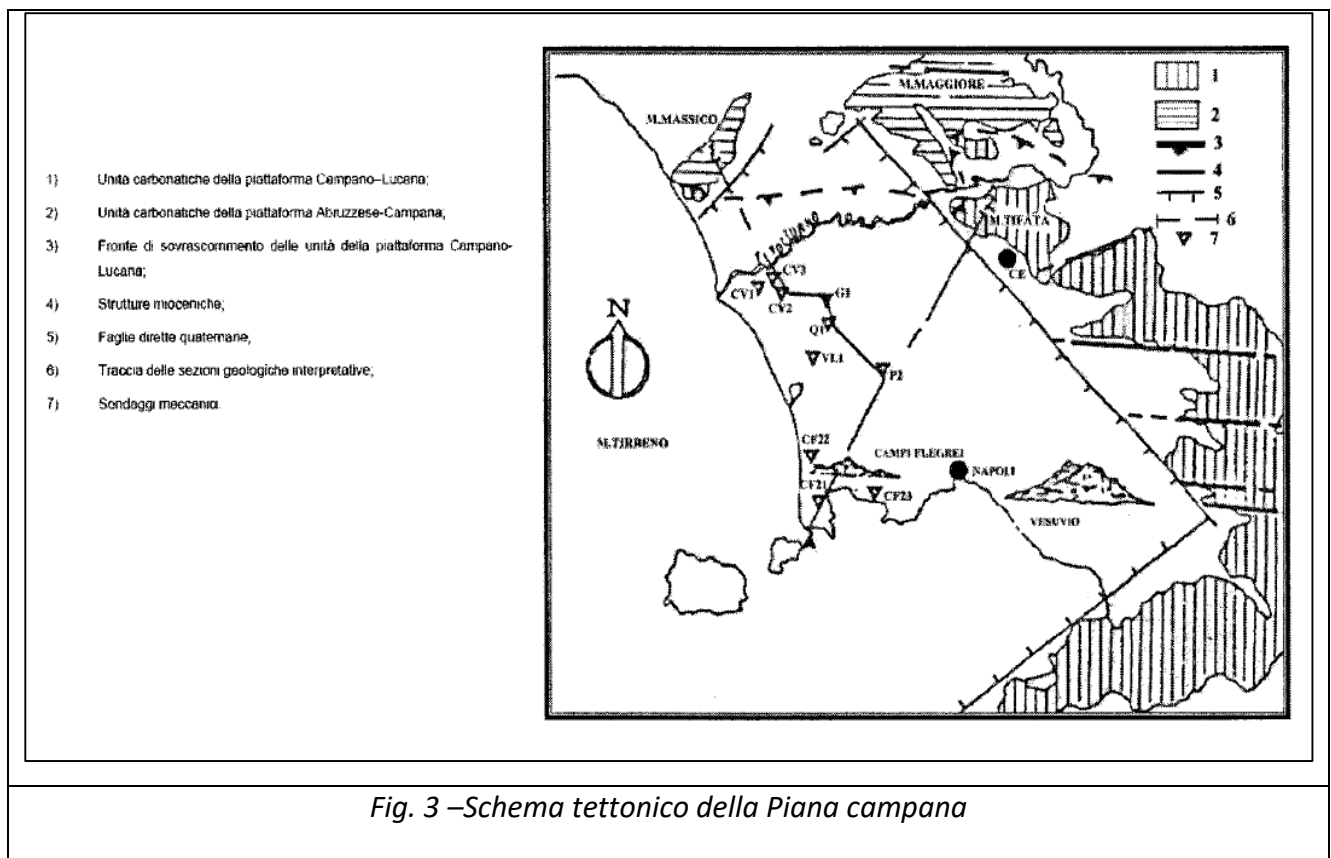 1) Unità carbonatiche della piattaforma Campano–Lucana;
2) Unità carbonatiche della piattaforma Abruzzese-Campana;
3) Fronte di sovrascorrimento delle unità della piattaforma Campano-
Lucana;
4) Strutture mioceniche;
5) Faglie dirette quaternarie,
6) Traccia delle sezioni geologiche interpretative;
7) Sondaggi meccanici.
M.MAGGIORE
M.MASSICO
1
2
3
4
5
6
7
M.TIFATA
CE
CV3
CV1
CV2
G1
Q1
VL1
P2
N
M.TIRRENO
CF22
CAMPI FLEGREI
NAPOLI
CF21
CF23
VESUVIO
Fig. 3 –Schema tettonico della Piana campana